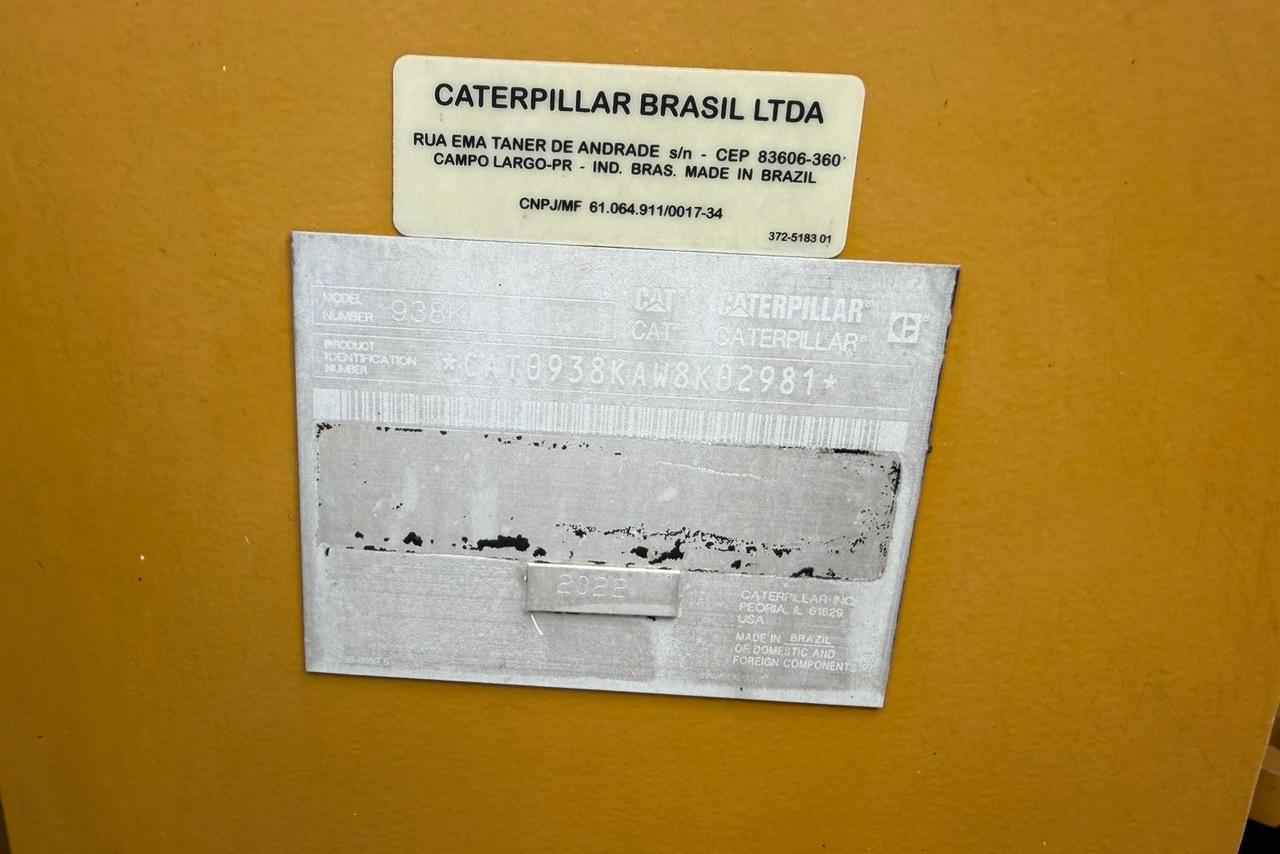 CATERPILLAR BRASIL LTDA
RUA EMA TANER DE ANDRADE s/n - CEP 83606-360
CAMPO LARGO-PR - IND. BRAS. MADE IN BRAZIL
CNPJ/MF 61.064.911/0017-34
372-5183 01
MODEL NUMBER 938K
CAT® CATERPILLAR®
CAT® CATERPILLAR®
PRODUCT IDENTIFICATION NUMBER *CAT0938KAW8K02981*
2022
CATERPILLAR INC.
PEORIA, IL 61629
USA
MADE IN BRAZIL
OF DOMESTIC AND
FOREIGN COMPONENTS